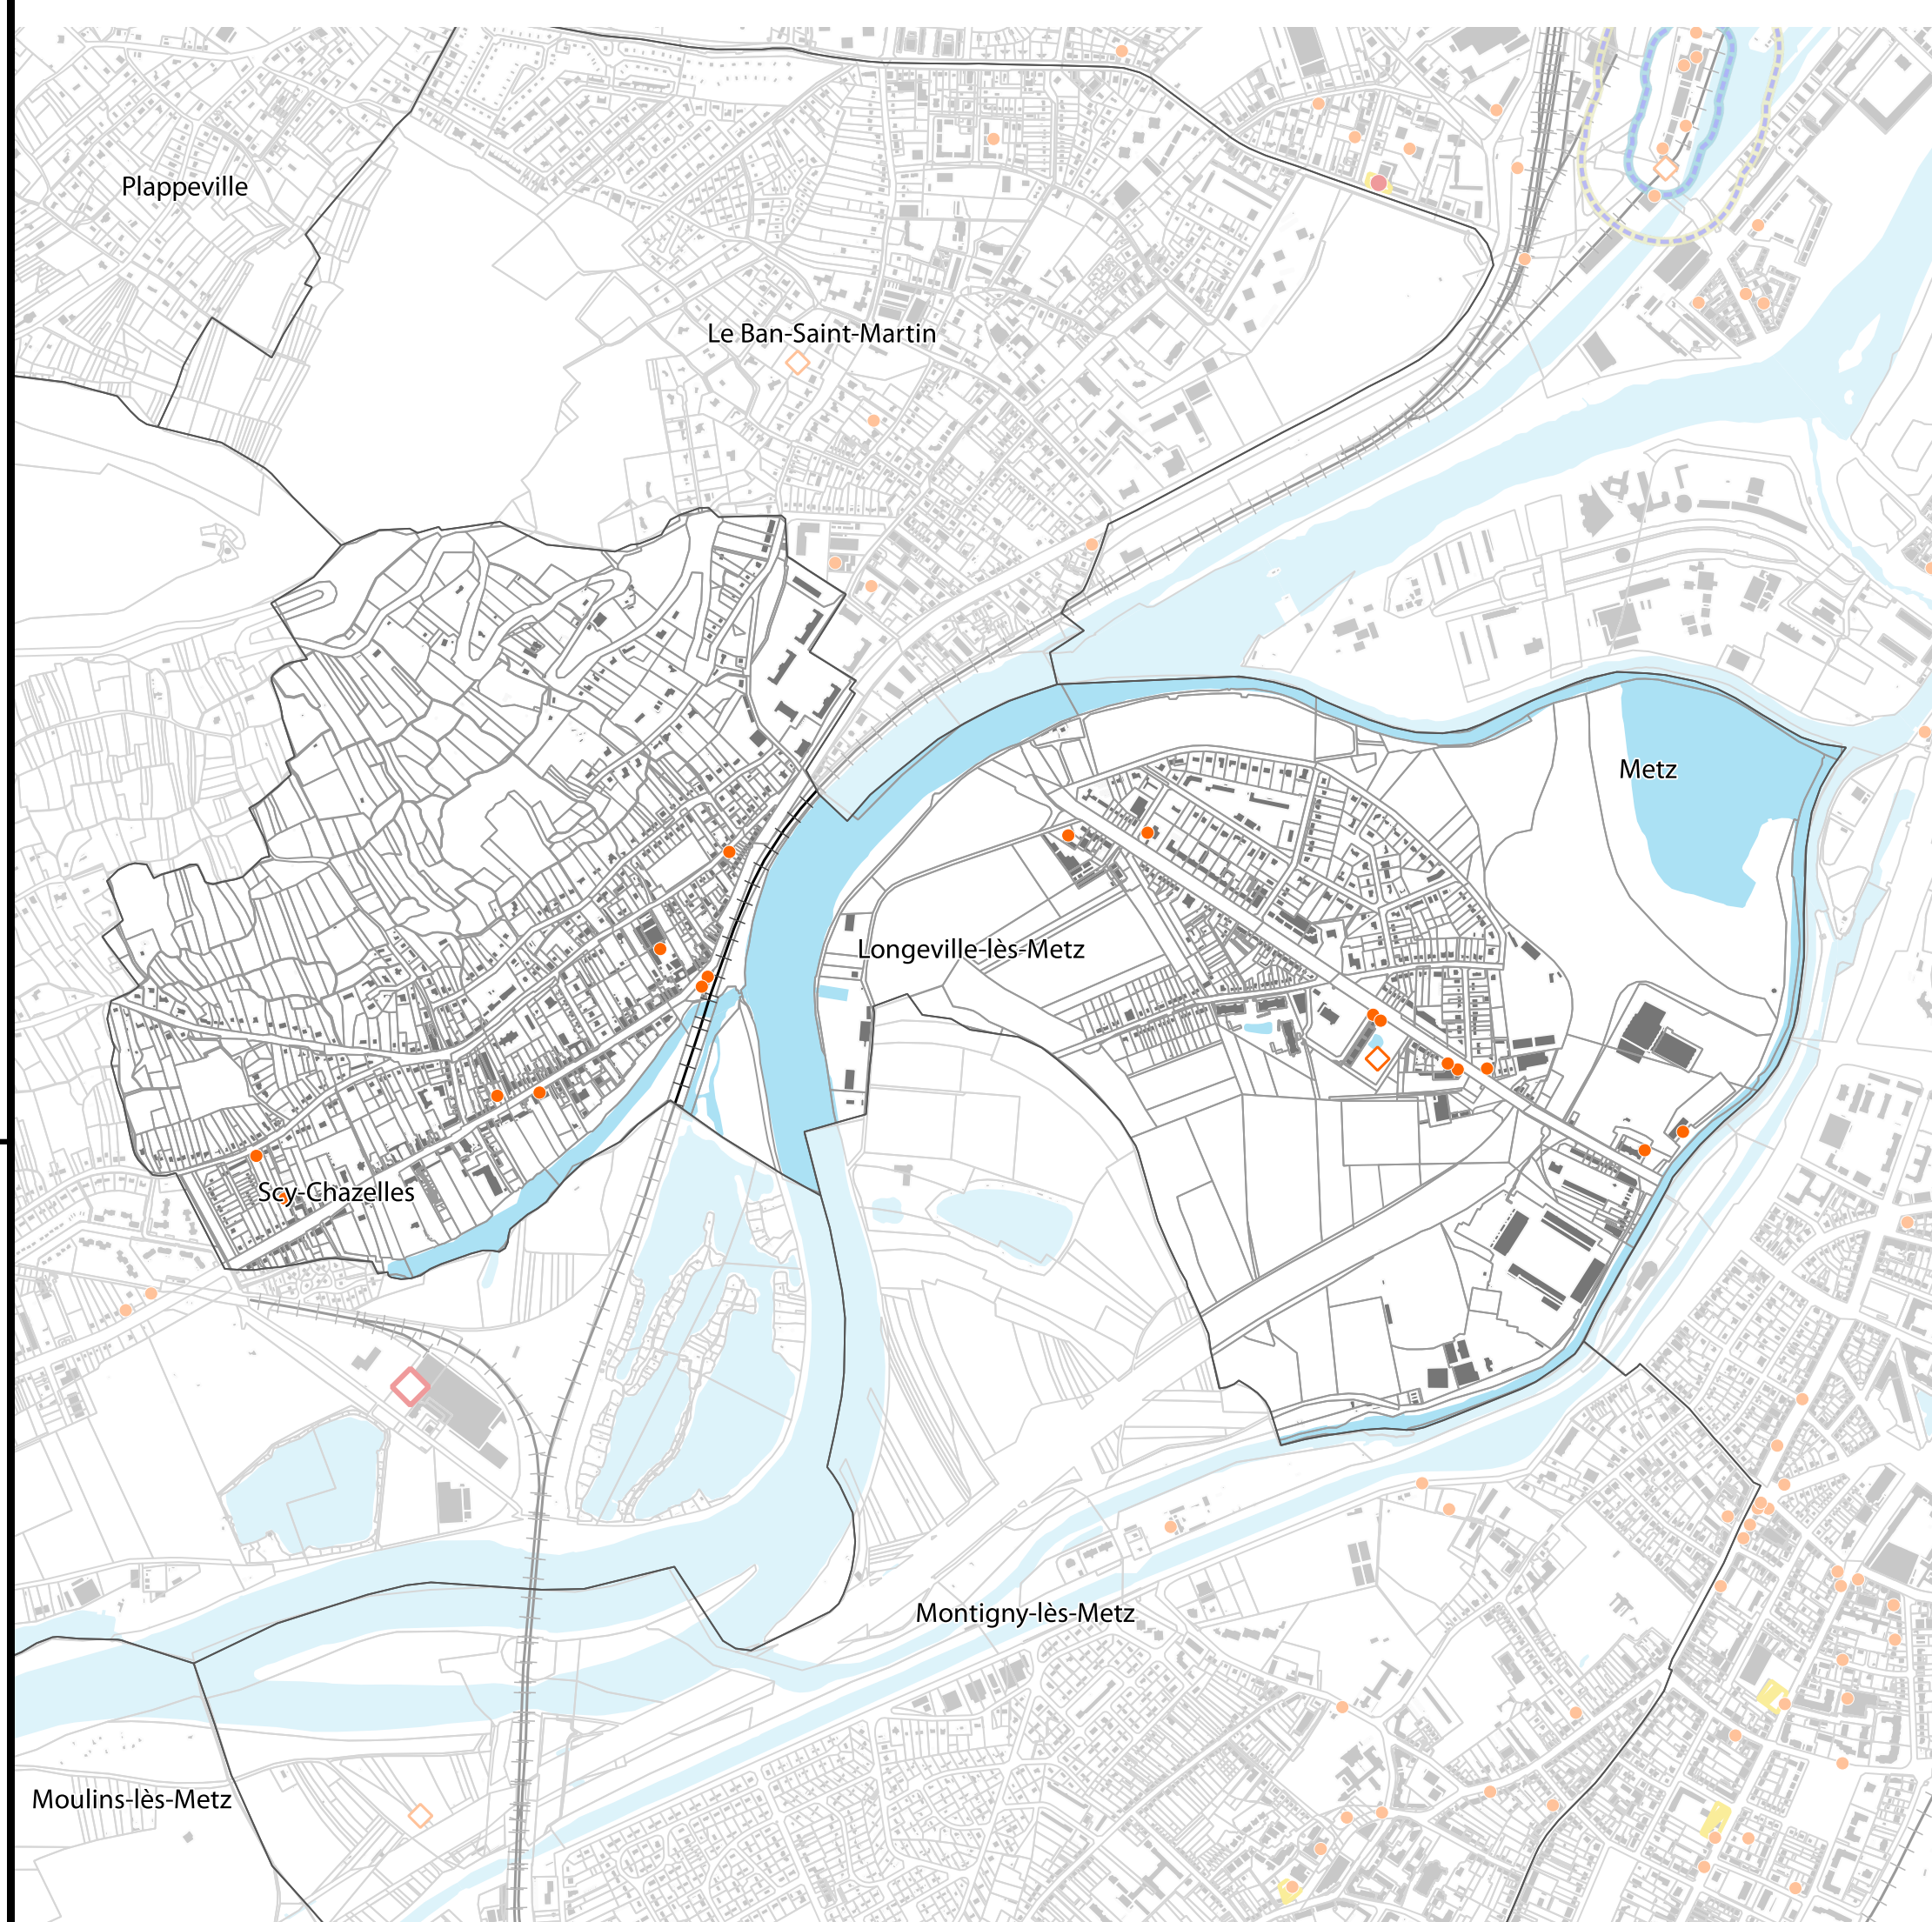 Plappeville
Le Ban-Saint-Martin
Metz
Longeville-lès-Metz
Scy-Chazelles
Montigny-lès-Metz
Moulins-lès-Metz